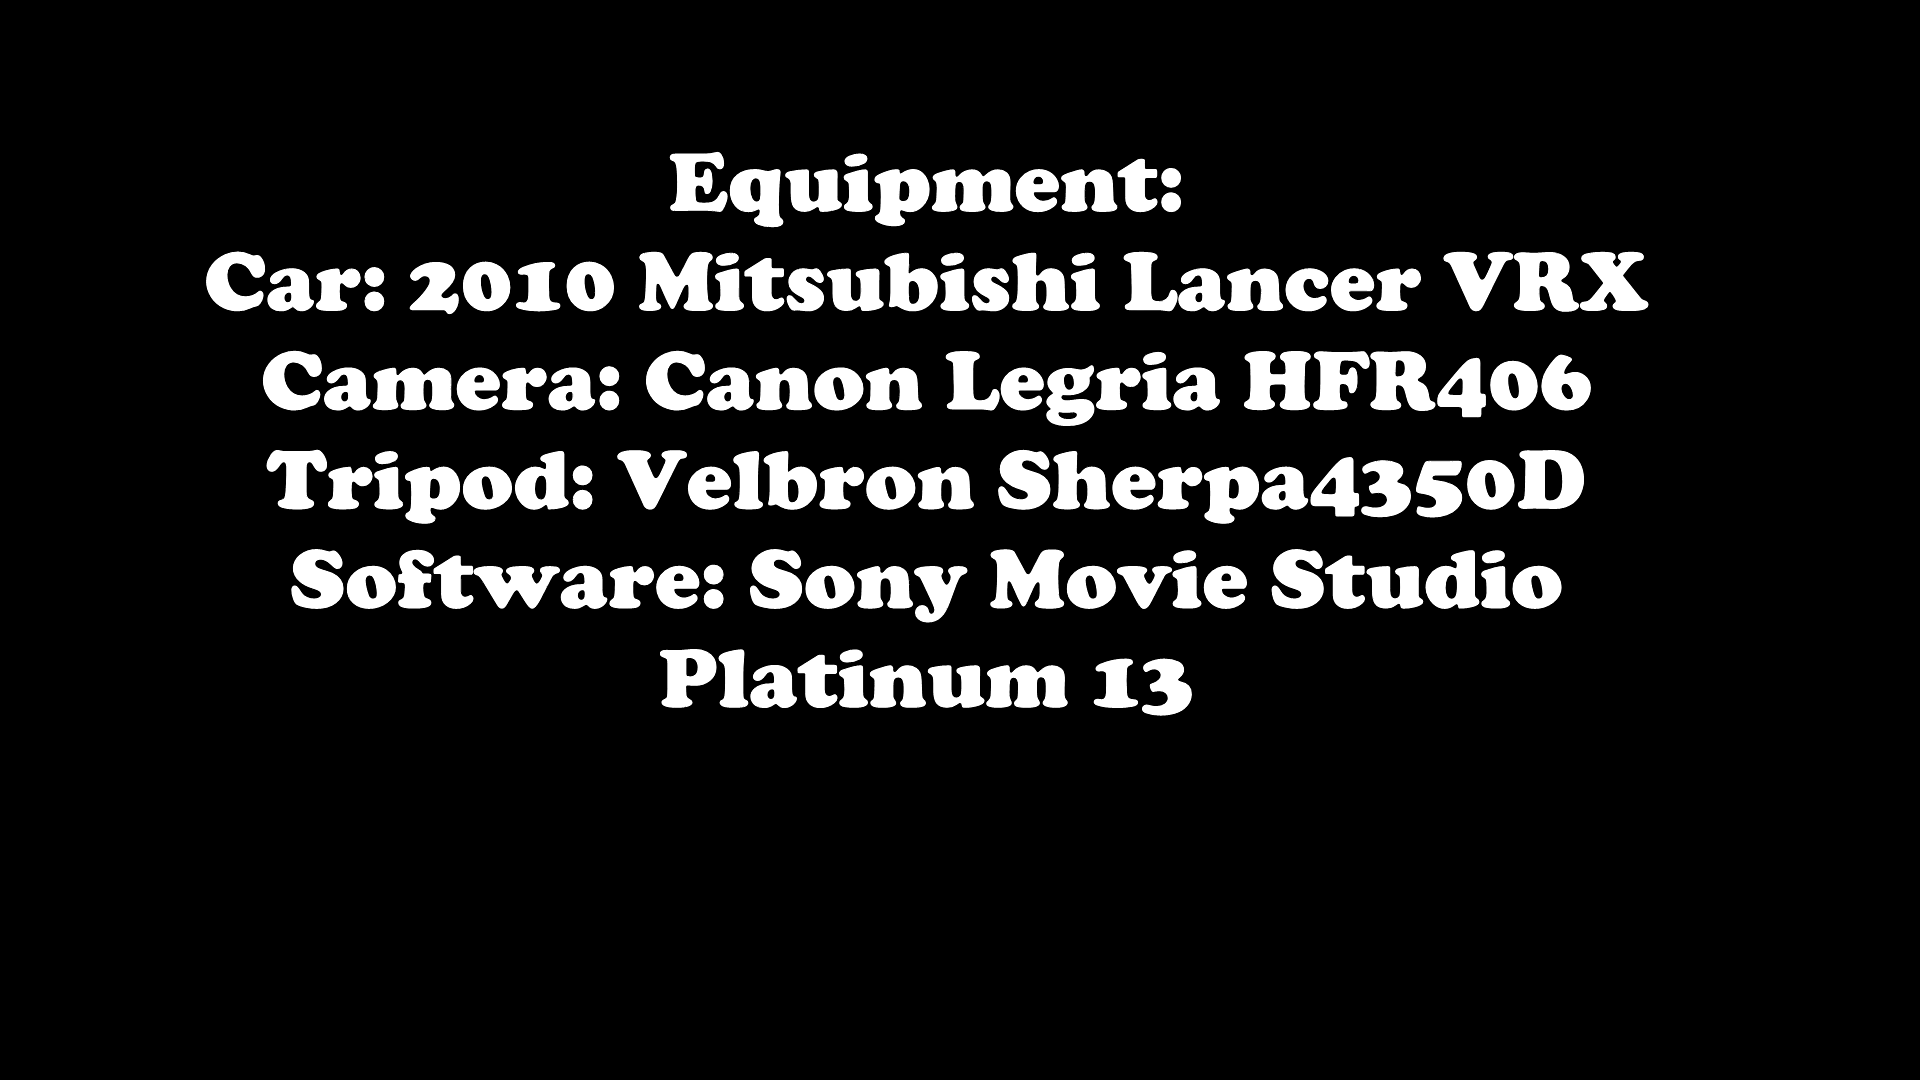 Equipment:
Car: 2010 Mitsubishi Lancer VRX
Camera: Canon Legria HFR406
Tripod: Velbron Sherpa4350D
Software: Sony Movie Studio
Platinum 13